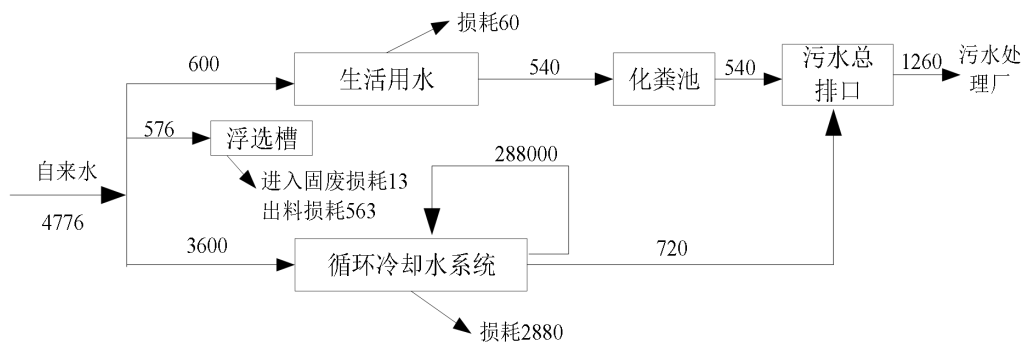 损耗60
600
生活用水
540
化粪池
540
污水总
排口
1260
污水处
理厂
576
浮选槽
自来水
4776
进入固废损耗13
出料损耗563
288000
3600
循环冷却水系统
720
损耗2880